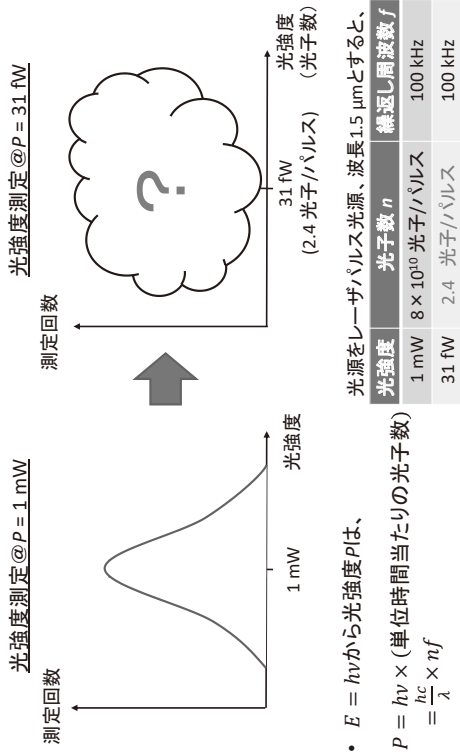 光強度測定@P = 1 mW
測定回数
1 mW
光強度
光強度測定 @P = 31 fW
測定回数
?
31 fW
(2.4 光子/パルス)
光強度
（光子数）
• E = hνから光強度Pは、
P = hν × (単位時間当たりの光子数)
= hc/λ × nf
光源をレーザパルス光源、波長1.5 μmとすると、
光強度 光子数 n 繰返し周波数 f
1 mW 8×10¹⁰ 光子/パルス 100 kHz
31 fW 2.4 光子/パルス 100 kHz